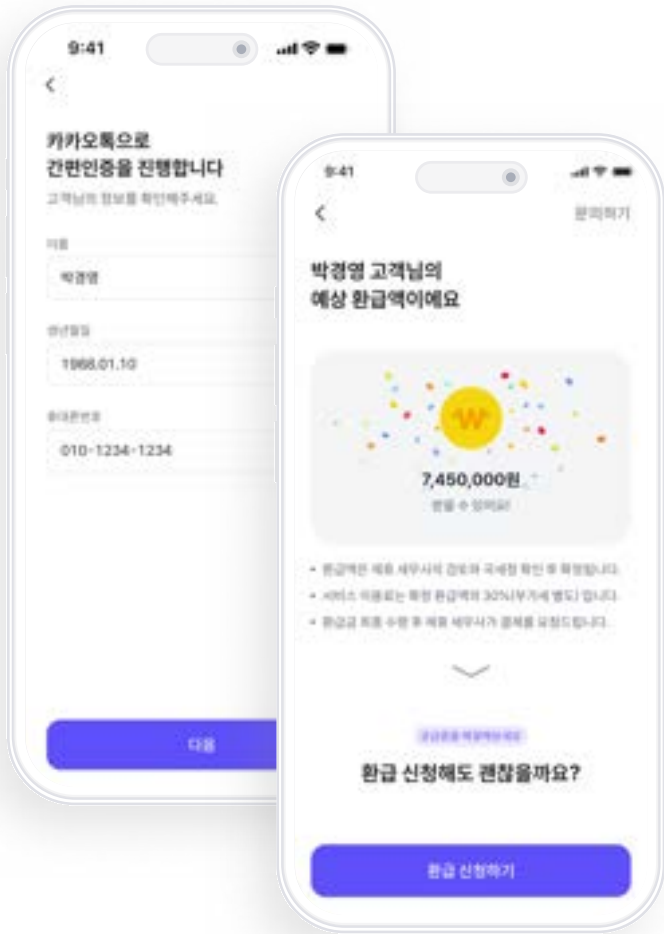 9:41
카카오톡으로
간편인증을 진행합니다
고객님의 정보를 확인해주세요.
이름
박경영
생년월일
1968.01.10
휴대폰번호
010-1234-1234
다음
9:41
문의하기
박경영 고객님의
예상 환급액이에요
W
7,450,000원
받을 수 있어요!
• 환급액은 제휴 세무사의 검토와 국세청 확인 후 확정됩니다.
• 서비스 이용료는 확정 환급액의 30%(부가세 별도) 입니다.
• 환급금 최종 수령 후 제휴 세무사가 결제를 요청드립니다.
환급 신청해도 괜찮을까요?
환급 신청하기